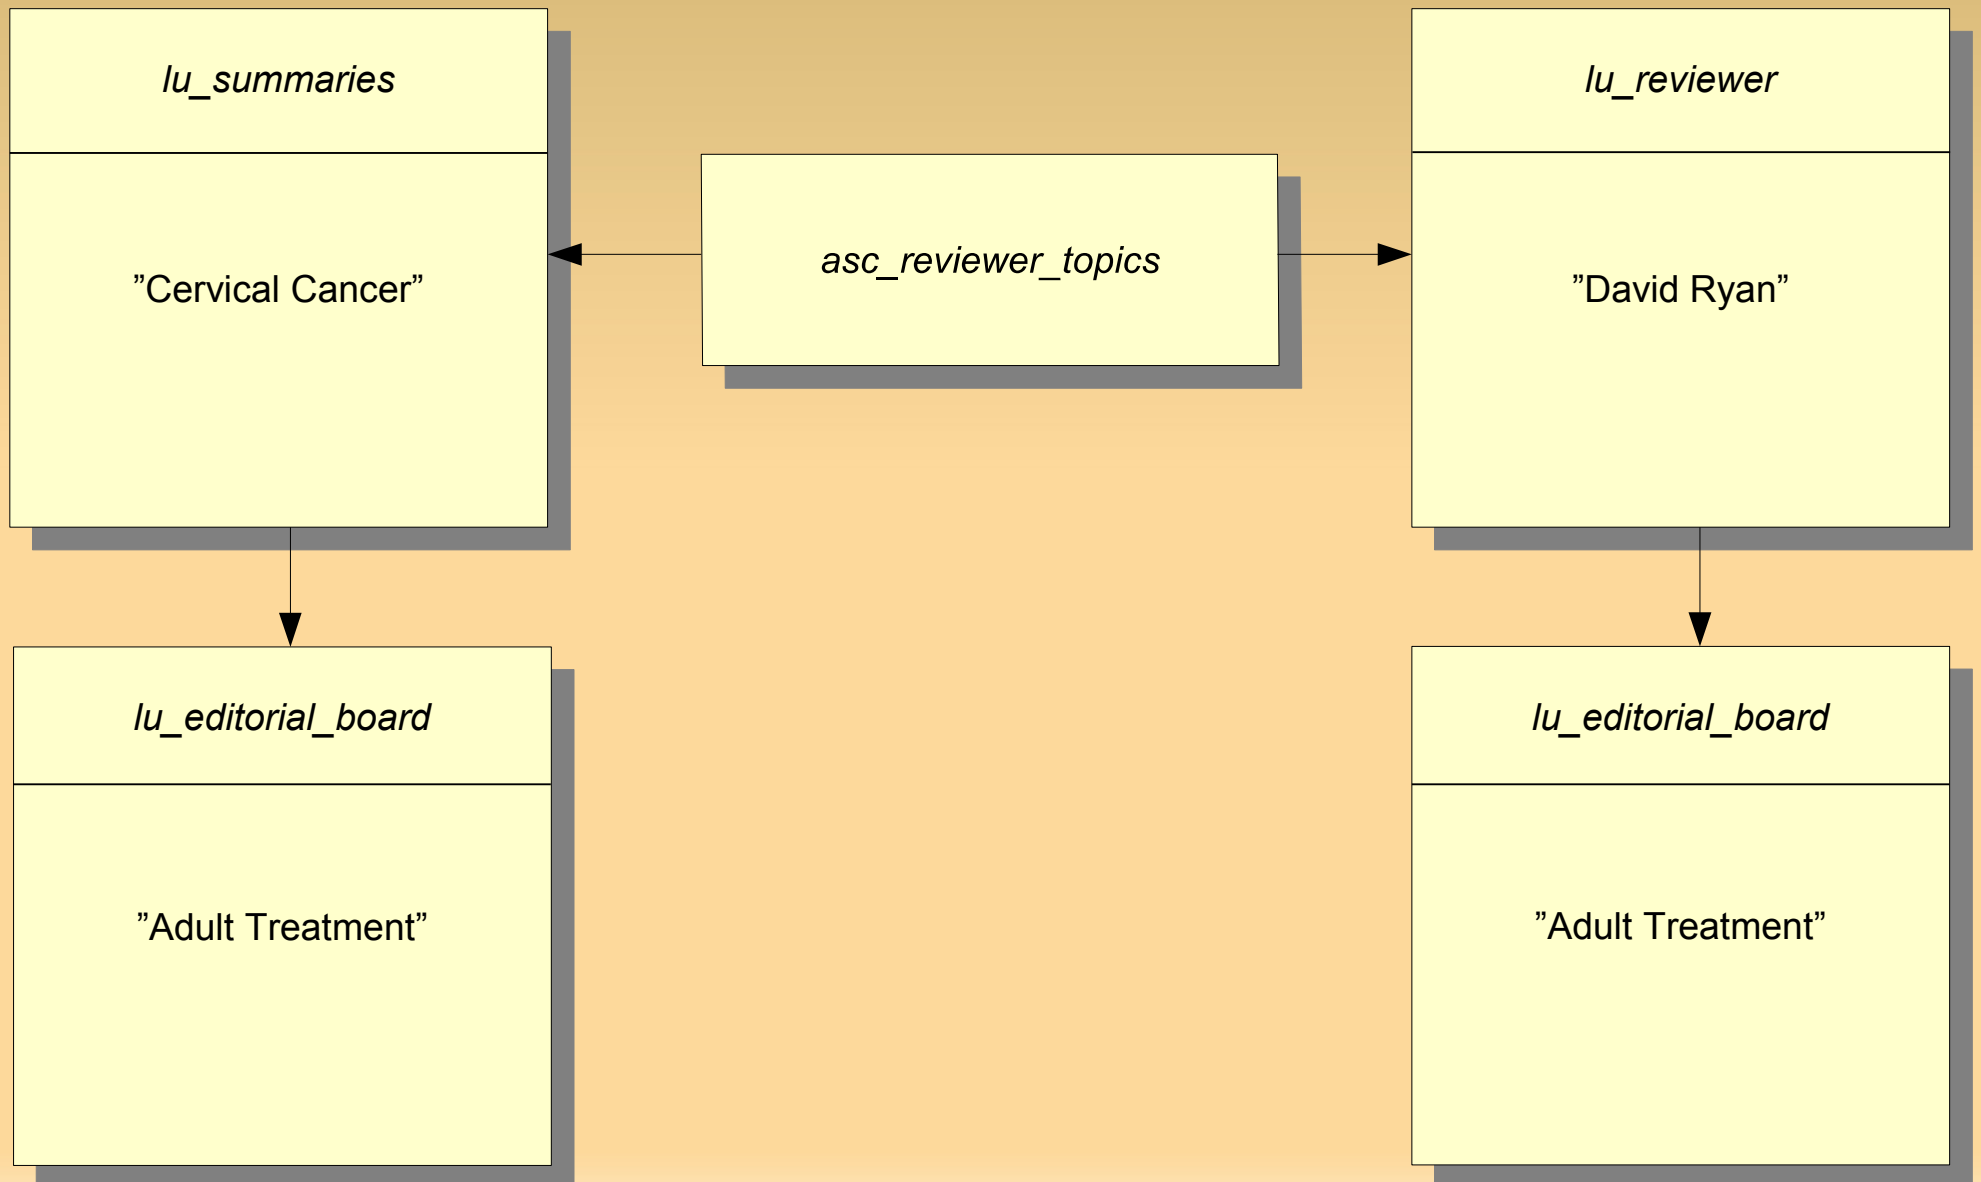 lu_summaries
”Cervical Cancer”
asc_reviewer_topics
lu_reviewer
”David Ryan”
lu_editorial_board
”Adult Treatment”
lu_editorial_board
”Adult Treatment”